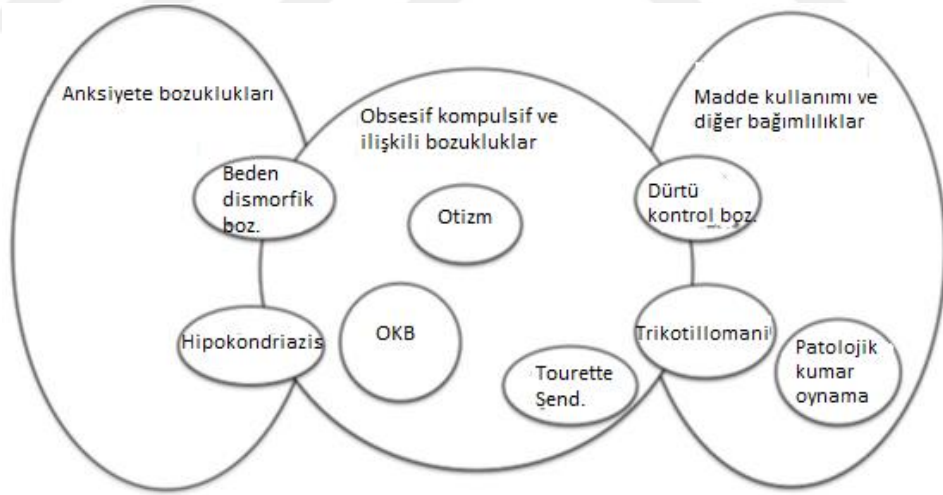 Anksiyete bozuklukları
Obsesif kompulsif ve
ilişkili bozukluklar
Madde kullanımı ve
diğer bağımlılıklar
Beden
dismorfik
boz.
Otizm
Dürtü
kontrol boz.
Hipokondriazis
OKB
Tourette
Şend.
Trikotillomani
Patolojik
kumar
oynama